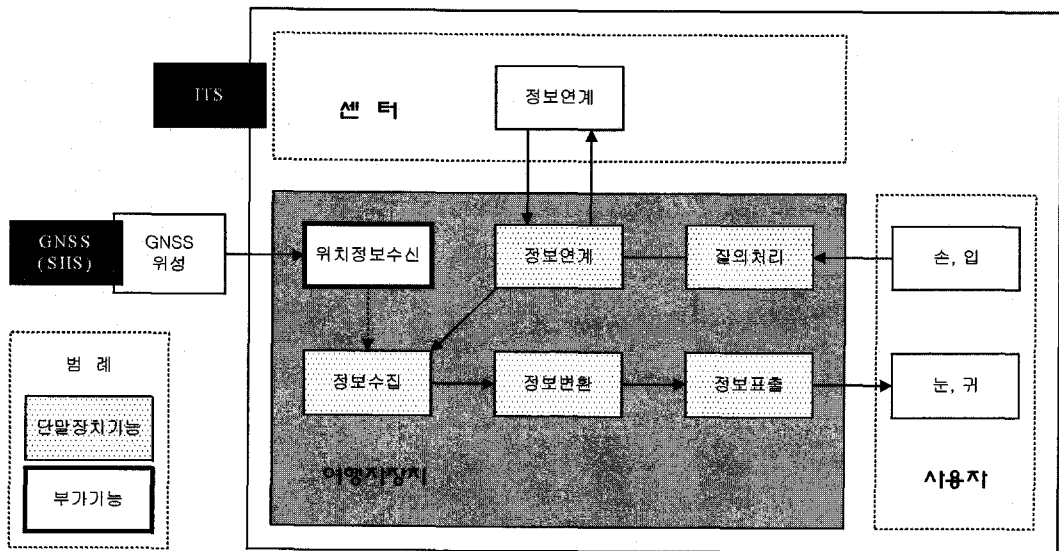 ITS
센 터
정보연계
GNSS
(SIIS)
GNSS
위성
위치정보수신
정보연계
질의처리
손, 입
정보수집
정보변환
정보표출
눈, 귀
여행자장치
사용자
범 례
단말장치기능
부가기능